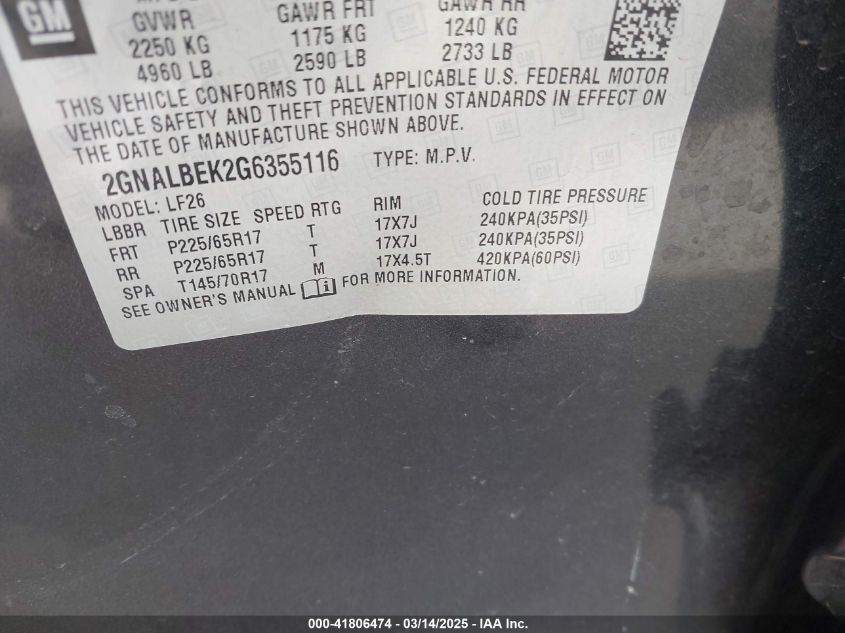 GM
GVWR GAWR FRT GAWR RR
2250 KG 1175 KG 1240 KG
4960 LB 2590 LB 2733 LB
THIS VEHICLE CONFORMS TO ALL APPLICABLE U.S. FEDERAL MOTOR
VEHICLE SAFETY AND THEFT PREVENTION STANDARDS IN EFFECT ON
THE DATE OF MANUFACTURE SHOWN ABOVE.
2GNALBEK2G6355116 TYPE: M.P.V.
MODEL: LF26
LBBR TIRE SIZE SPEED RTG RIM COLD TIRE PRESSURE
FRT P225/65R17 T 17X7J 240KPA(35PSI)
RR P225/65R17 T 17X7J 240KPA(35PSI)
SPA T145/70R17 M 17X4.5T 420KPA(60PSI)
SEE OWNER'S MANUAL FOR MORE INFORMATION.
000-41806474 - 03/14/2025 - IAA Inc.